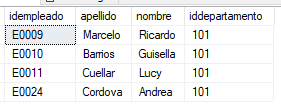 idempleado apellido nombre iddepartamento
E0009 Marcelo Ricardo 101
E0010 Barrios Guisella 101
E0011 Cuellar Lucy 101
E0024 Cordova Andrea 101